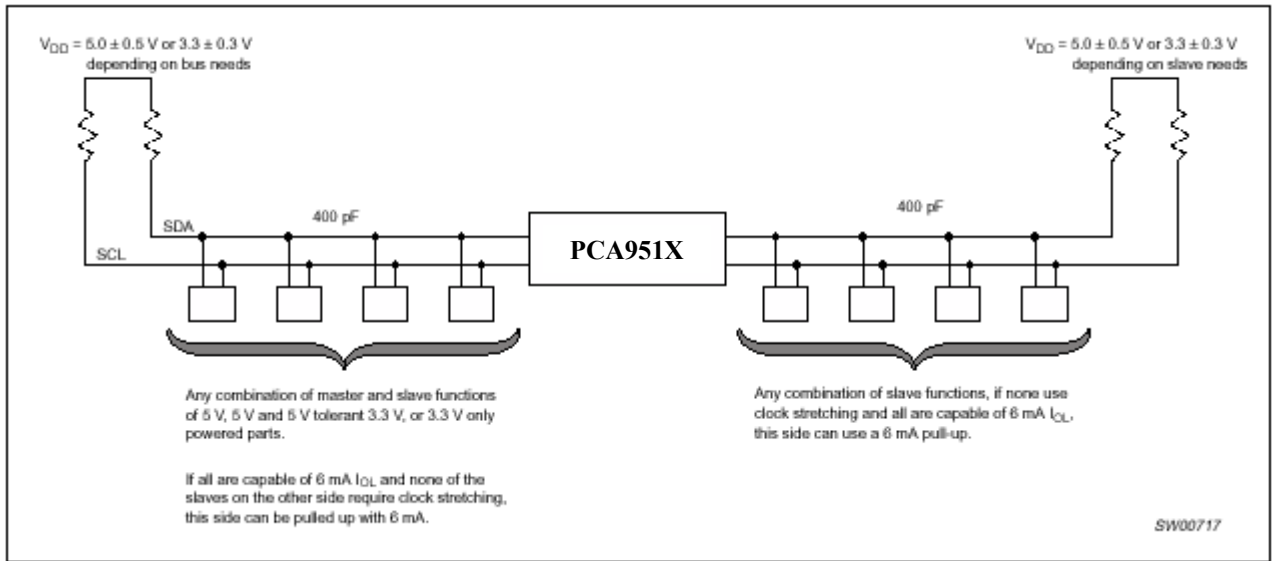 V_DD = 5.0 ± 0.5 V or 3.3 ± 0.3 V
depending on bus needs
V_DD = 5.0 ± 0.5 V or 3.3 ± 0.3 V
depending on slave needs
400 pF
400 pF
SDA
SCL
PCA951X
Any combination of master and slave functions
of 5 V, 5 V and 5 V tolerant 3.3 V, or 3.3 V only
powered parts.
If all are capable of 6 mA I_OL and none of the
slaves on the other side require clock stretching,
this side can be pulled up with 6 mA.
Any combination of slave functions, if none use
clock stretching and all are capable of 6 mA I_OL,
this side can use a 6 mA pull-up.
SW00717